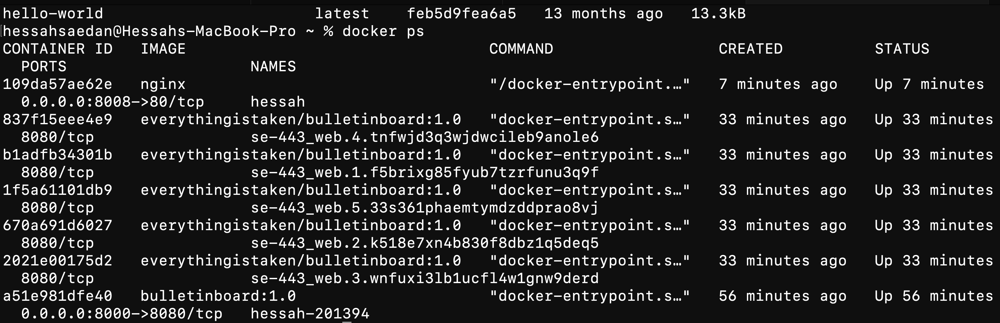 hello-world                       latest    feb5d9fea6a5   13 months ago   13.3kB
[hessahsaedan@Hessahs-MacBook-Pro ~ % docker ps
CONTAINER ID   IMAGE                                 COMMAND                  CREATED          STATUS
  PORTS                    NAMES
109da57ae62e   nginx                                 "/docker-entrypoint.…"   7 minutes ago    Up 7 minutes
  0.0.0.0:8008->80/tcp     hessah
837f15eee4e9   everythingistaken/bulletinboard:1.0   "docker-entrypoint.s…"   33 minutes ago   Up 33 minutes
  8080/tcp                 se-443_web.4.tnfwjd3q3wjdwcileb9anole6
b1adfb34301b   everythingistaken/bulletinboard:1.0   "docker-entrypoint.s…"   33 minutes ago   Up 33 minutes
  8080/tcp                 se-443_web.1.f5brixg85fyub7tzrfunu3q9f
1f5a61101db9   everythingistaken/bulletinboard:1.0   "docker-entrypoint.s…"   33 minutes ago   Up 33 minutes
  8080/tcp                 se-443_web.5.33s361phaemtymdzddprao8vj
670a691d6027   everythingistaken/bulletinboard:1.0   "docker-entrypoint.s…"   33 minutes ago   Up 33 minutes
  8080/tcp                 se-443_web.2.k518e7xn4b830f8dbz1q5deq5
2021e00175d2   everythingistaken/bulletinboard:1.0   "docker-entrypoint.s…"   33 minutes ago   Up 33 minutes
  8080/tcp                 se-443_web.3.wnfuxi3lb1ucfl4w1gnw9derd
a51e981dfe40   bulletinboard:1.0                     "docker-entrypoint.s…"   56 minutes ago   Up 56 minutes
  0.0.0.0:8000->8080/tcp   hessah-201394